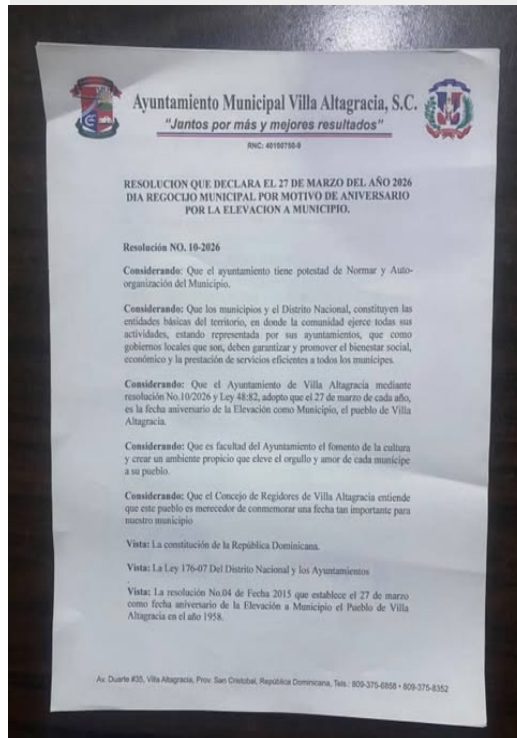 Ayuntamiento Municipal Villa Altagracia, S.C.
"Juntos por más y mejores resultados"
RNC: 40150750-9
RESOLUCION QUE DECLARA EL 27 DE MARZO DEL AÑO 2026
DIA REGOCIJO MUNICIPAL POR MOTIVO DE ANIVERSARIO
POR LA ELEVACION A MUNICIPIO.
Resolución NO. 10-2026
Considerando: Que el ayuntamiento tiene potestad de Normar y Auto-
organización del Municipio.
Considerando: Que los municipios y el Distrito Nacional, constituyen las
entidades básicas del territorio, en donde la comunidad ejerce todas sus
actividades, estando representada por sus ayuntamientos, que como
gobiernos locales que son, deben garantizar y promover el bienestar social,
económico y la prestación de servicios eficientes a todos los munícipes.
Considerando: Que el Ayuntamiento de Villa Altagracia mediante
resolución No.10/2026 y Ley 48:82, adopto que el 27 de marzo de cada año,
es la fecha aniversario de la Elevación como Municipio, el pueblo de Villa
Altagracia.
Considerando: Que es facultad del Ayuntamiento el fomento de la cultura
y crear un ambiente propicio que eleve el orgullo y amor de cada munícipe
a su pueblo.
Considerando: Que el Concejo de Regidores de Villa Altagracia entiende
que este pueblo es merecedor de conmemorar una fecha tan importante para
nuestro municipio
Vista: La constitución de la República Dominicana.
Vista: La Ley 176-07 Del Distrito Nacional y los Ayuntamientos
.
Vista: La resolución No.04 de Fecha 2015 que establece el 27 de marzo
como fecha aniversario de la Elevación a Municipio el Pueblo de Villa
Altagracia en el año 1958.
Av. Duarte #35, Villa Altagracia, Prov. San Cristobal, República Dominicana, Tels.: 809-375-6858 • 809-375-8352